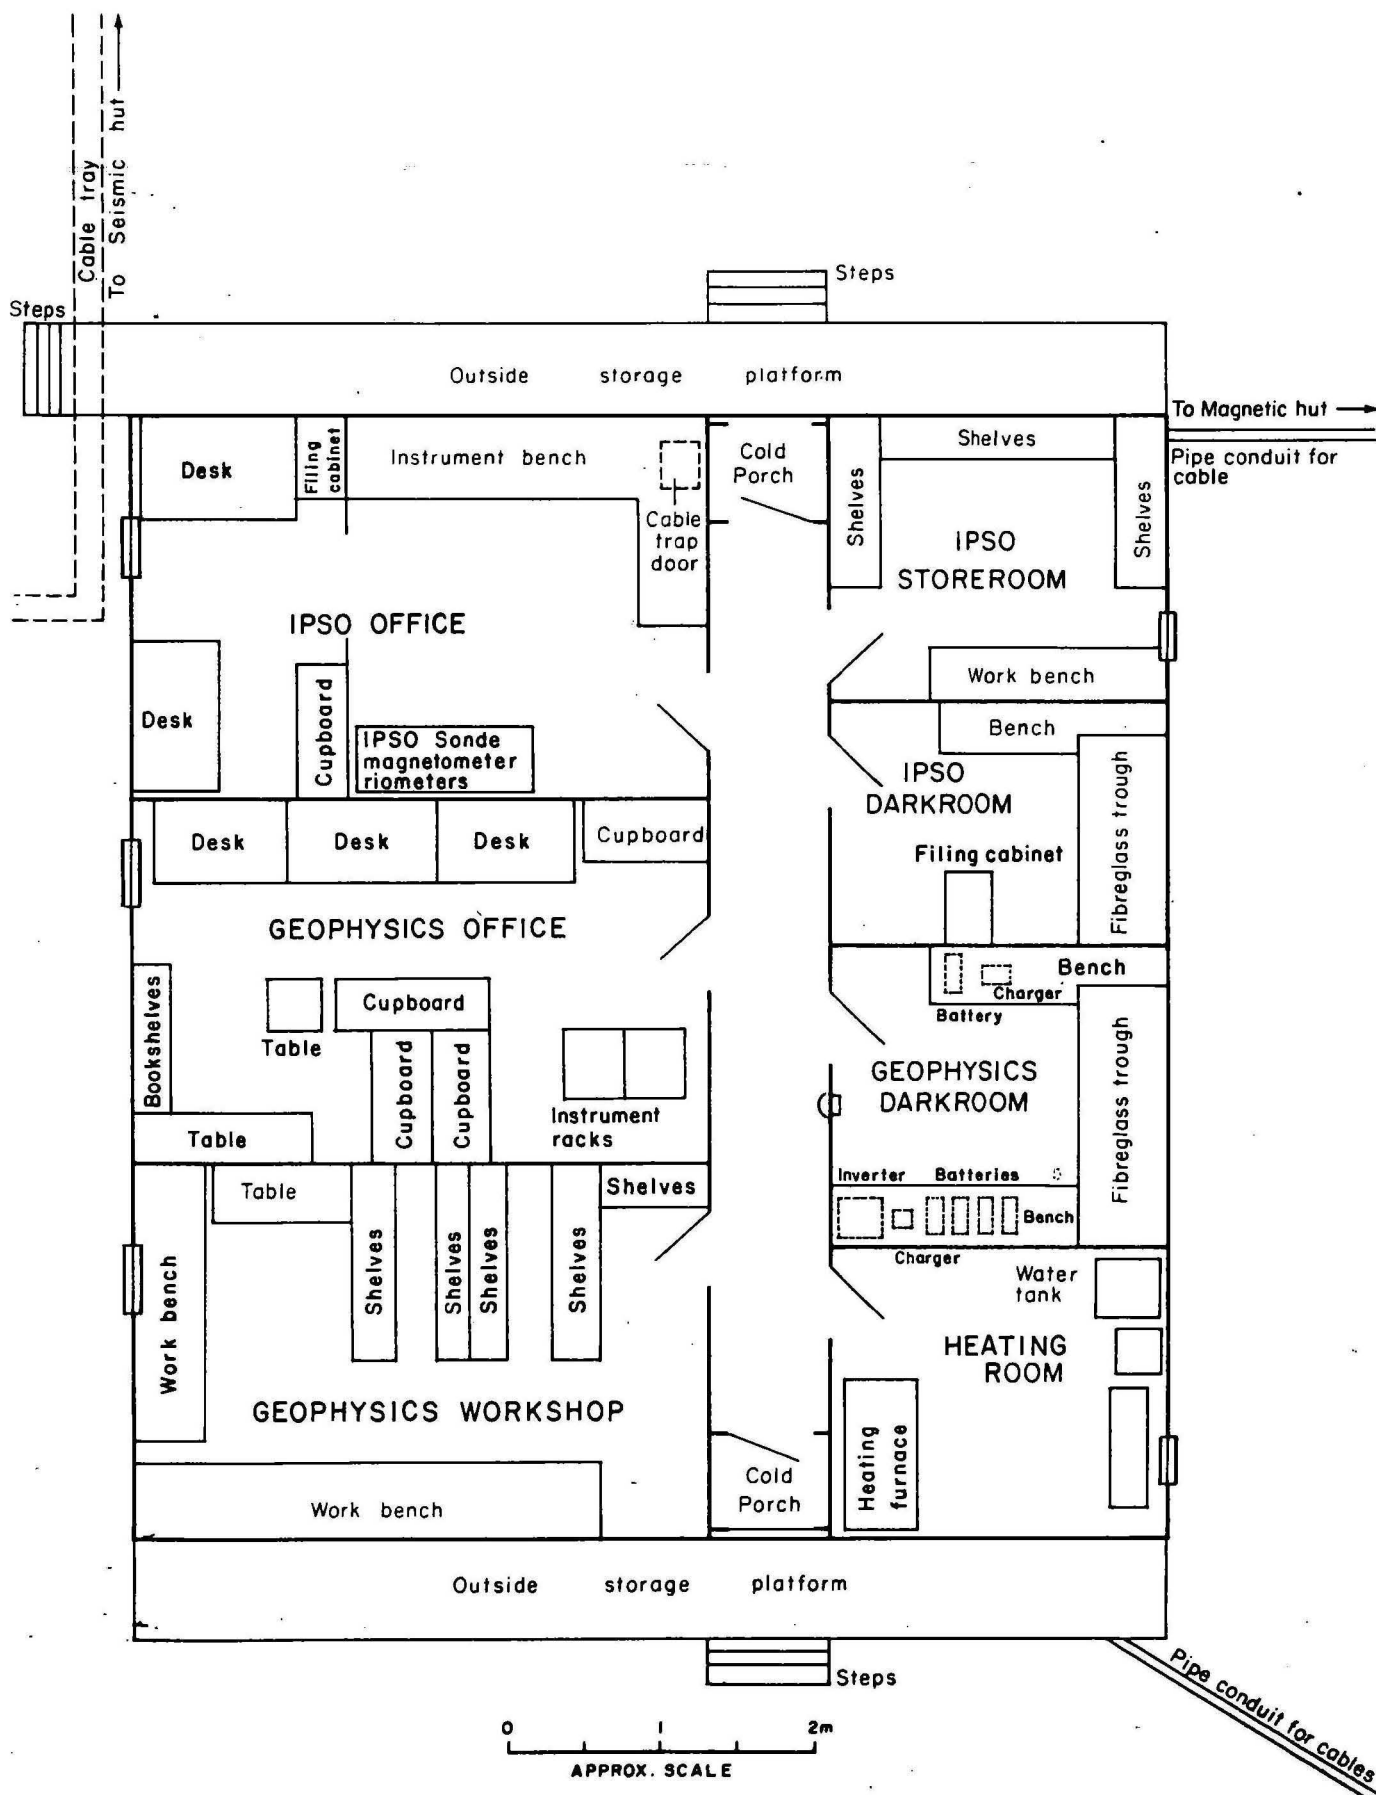 Cable tray
To Seismic hut
Steps
Steps
Outside storage platform
To Magnetic hut
Pipe conduit for
cable
Desk
Filing
cabinet
Instrument bench
Cable
trap
door
Cold
Porch
Shelves
Shelves
Shelves
IPSO
STOREROOM
Work bench
IPSO OFFICE
Desk
Cupboard
IPSO Sonde
magnetometer
riometers
Bench
IPSO
DARKROOM
Filing cabinet
Fibreglass trough
Desk
Desk
Desk
Cupboard
GEOPHYSICS OFFICE
Bookshelves
Table
Cupboard
Cupboard
Cupboard
Instrument
racks
Table
Bench
Charger
Battery
GEOPHYSICS
DARKROOM
Fibreglass trough
Inverter
Batteries
Bench
Charger
Table
Shelves
Shelves
Shelves
Shelves
Shelves
Work bench
GEOPHYSICS WORKSHOP
Work bench
Water
tank
HEATING
ROOM
Heating
furnace
Cold
Porch
Outside storage platform
Steps
Pipe conduit for cables
0 1 2m
APPROX. SCALE